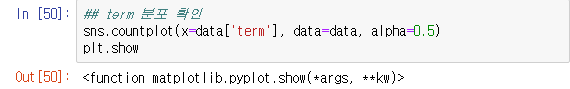 In [50]: ## term 분포 확인
sns.countplot(x=data['term'], data=data, alpha=0.5)
plt.show
Out[50]: <function matplotlib.pyplot.show(*args, **kw)>